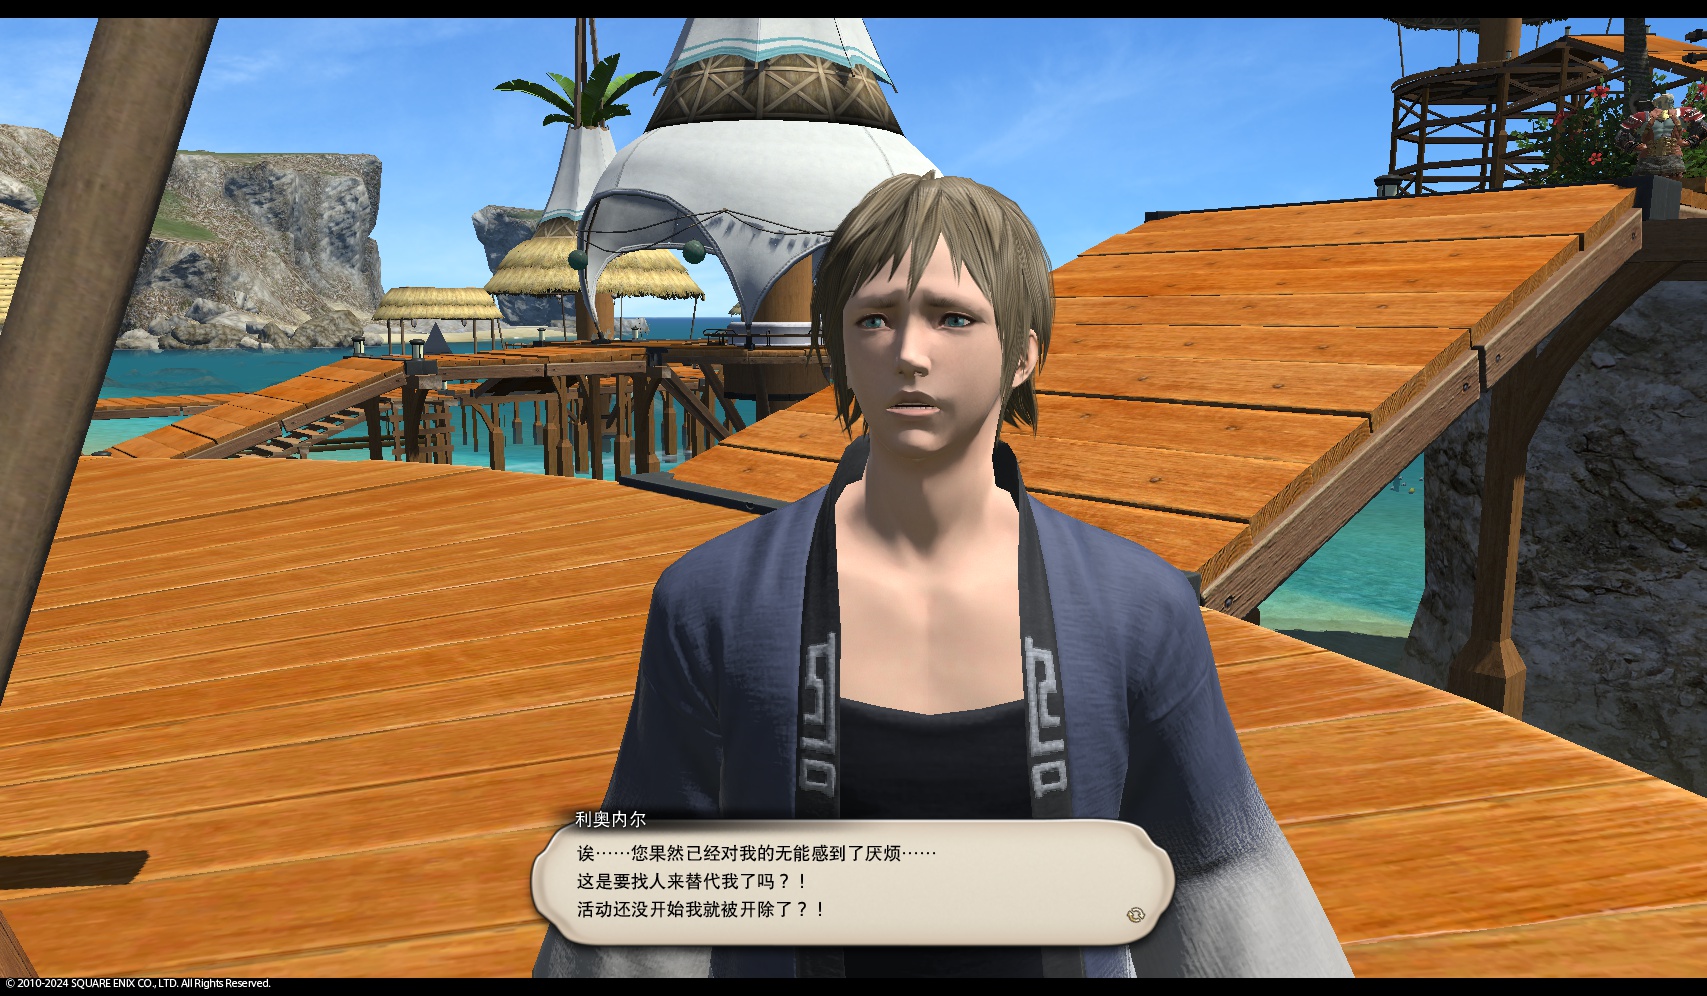 利奥内尔
诶……您果然已经对我的无能感到了厌烦……
这是要找人来替代我了吗？！
活动还没开始我就被开除了？！
© 2010-2024 SQUARE ENIX CO., LTD. All Rights Reserved.